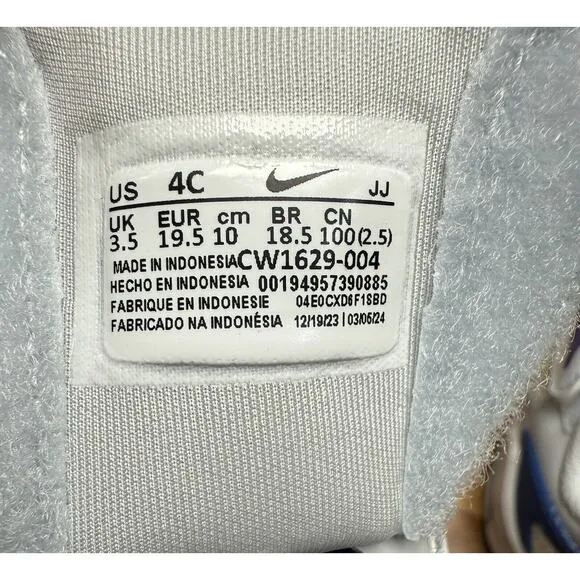 US 4C JJ
UK EUR cm BR CN
3.5 19.5 10 18.5 100(2.5)
MADE IN INDONESIA CW1629-004
HECHO EN INDONESIA 00194957390885
FABRIQUE EN INDONESIE 04E0CXD6F1SBD
FABRICADO NA INDONÉSIA 12/19/23 | 03/05/24